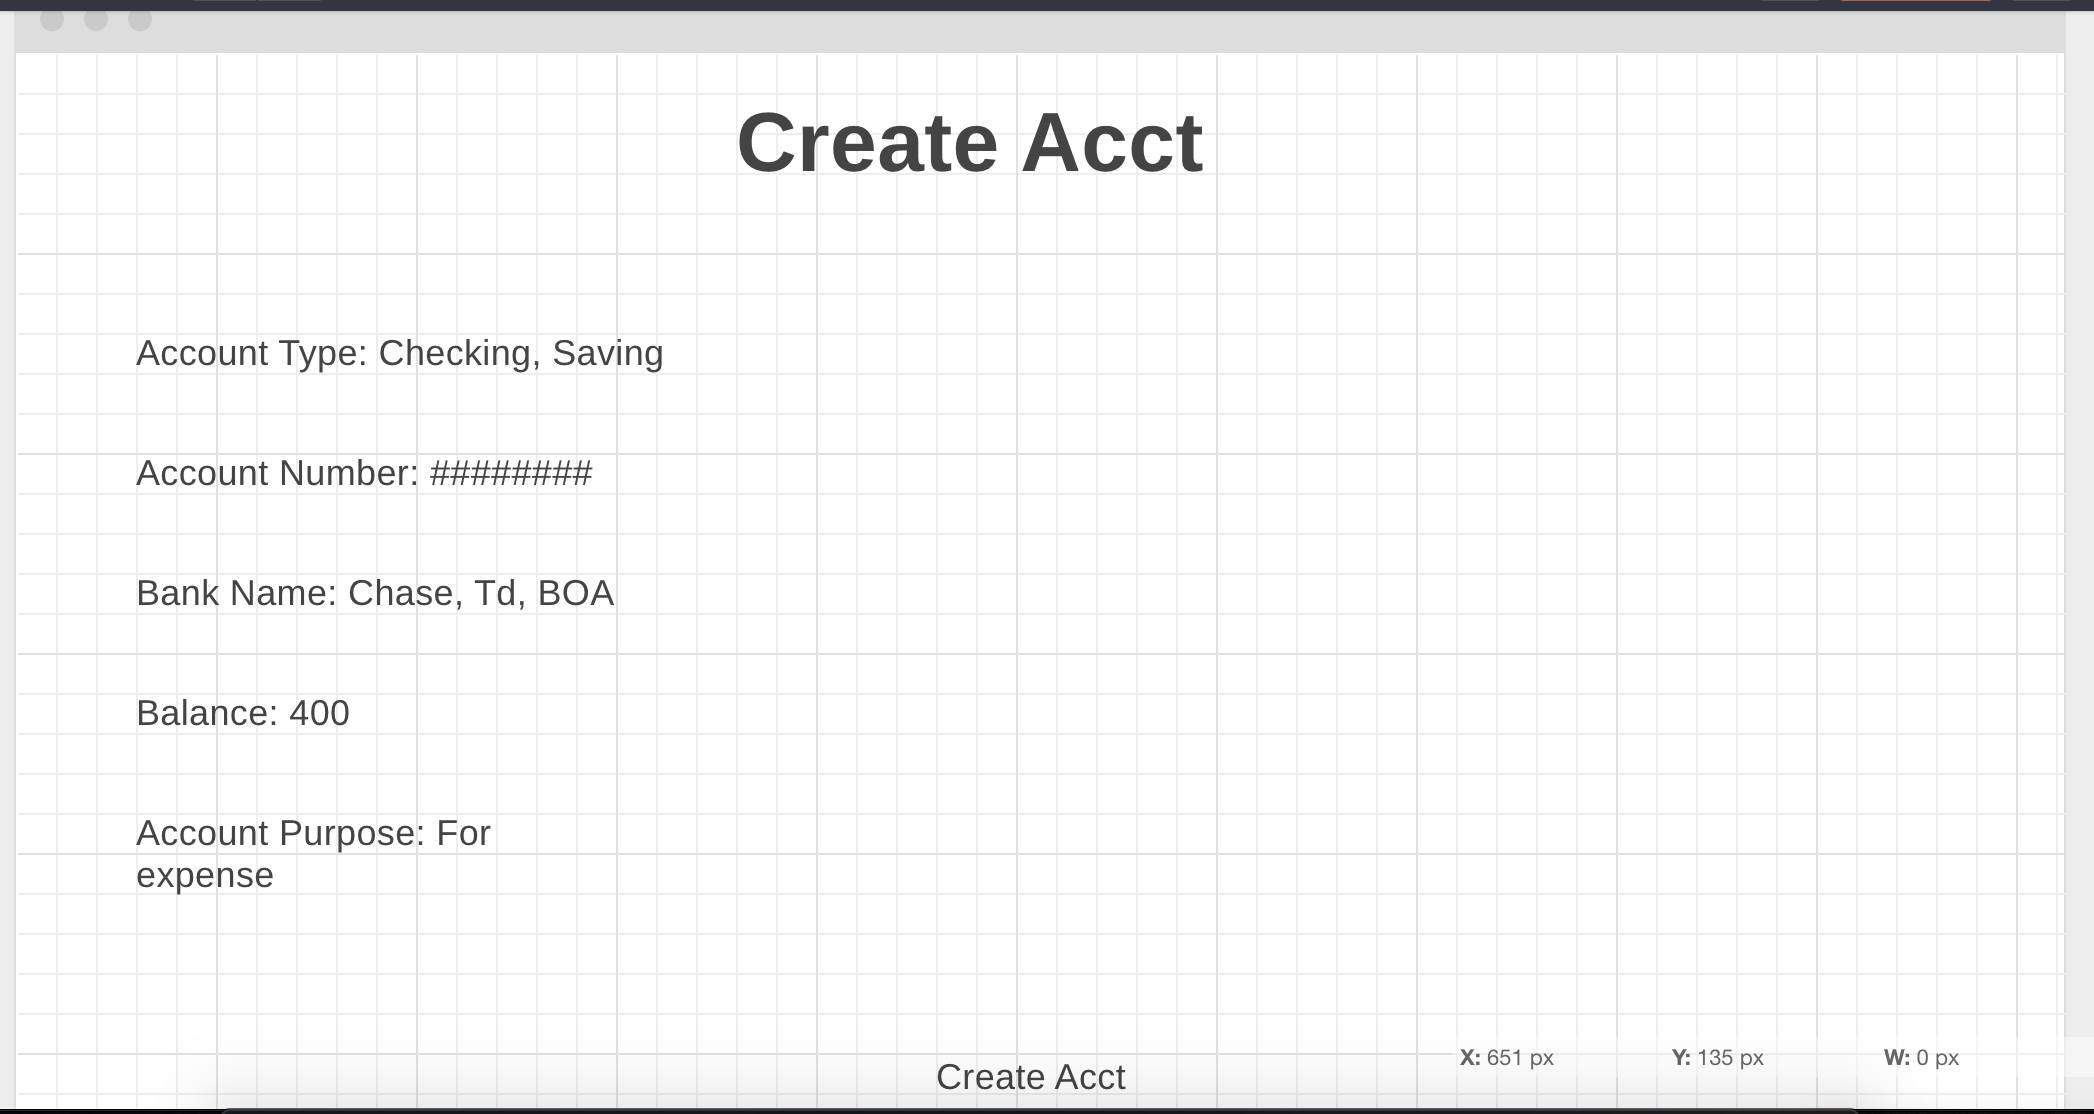 Create Acct
Account Type: Checking, Saving
Account Number: ########
Bank Name: Chase, Td, BOA
Balance: 400
Account Purpose: For
expense
Create Acct
X: 651 px Y: 135 px W: 0 px